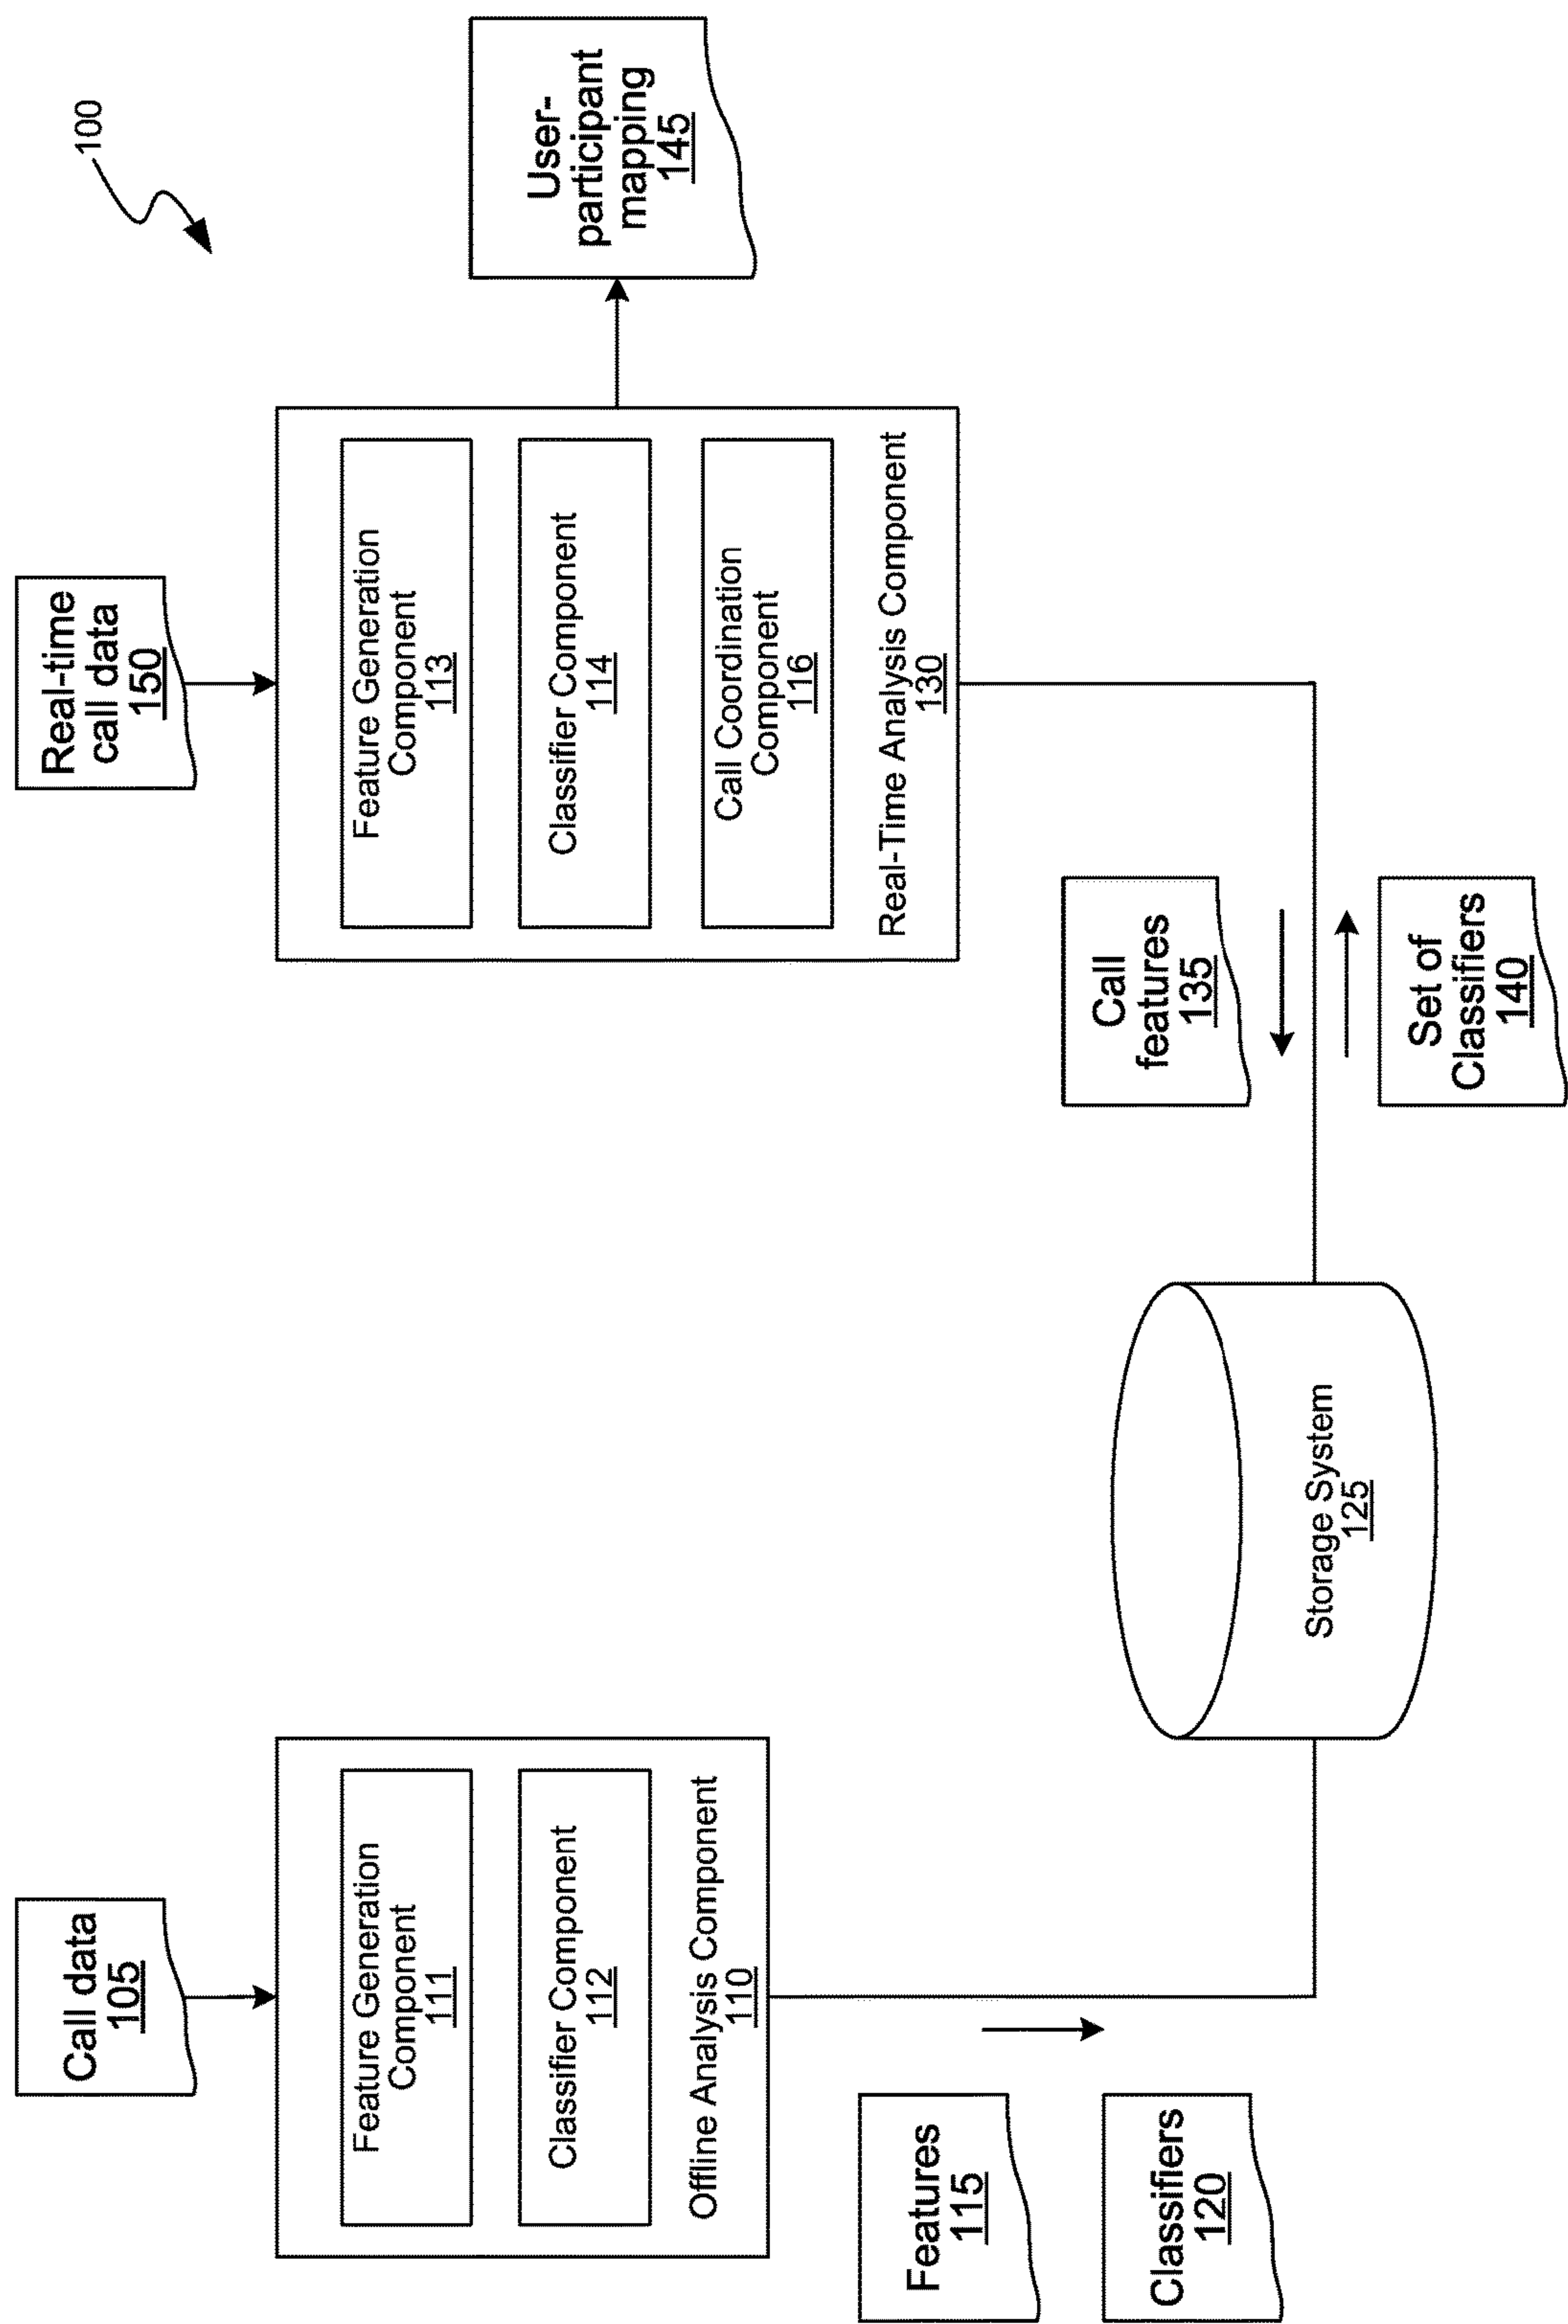 100
Call data
105
Real-time
call data
150
Feature Generation
Component
111
Classifier Component
112
Offline Analysis Component
110
Feature Generation
Component
113
Classifier Component
114
Call Coordination
Component
116
Real-Time Analysis Component
130
User-
participant
mapping
145
Features
115
Classifiers
120
Storage System
125
Call
features
135
Set of
Classifiers
140